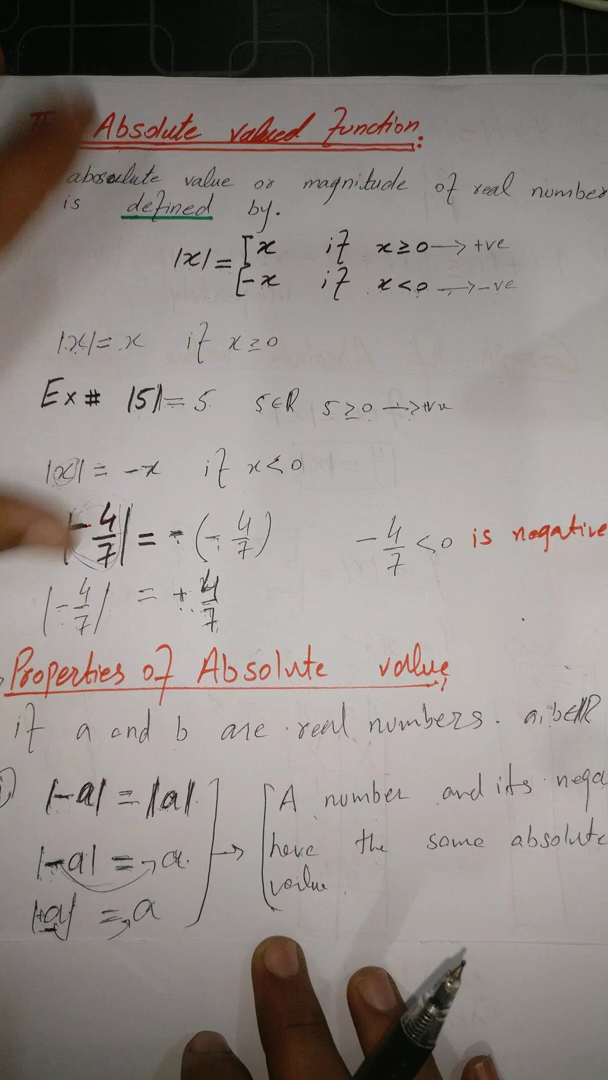 Absolute valued function:
absoulute value or magnitude of real number
is defined by.
|x| = [x if x ≥ 0 → +ve
[-x if x < 0 → -ve
|x| = x if x ≥ 0
Ex # |5| = 5 5∈R 5 ≥ 0 → +ve
|x| = -x if x < 0
|-4/7| = -(-4/7) -4/7 < 0 is negative
|-4/7| = +4/7
Properties of Absolute value,
if a and b are real numbers. a, b ∈ R
i) |-a| = |a|. [A number and its nega
|-a| = a. → have the same absolute
|+a| = a value.